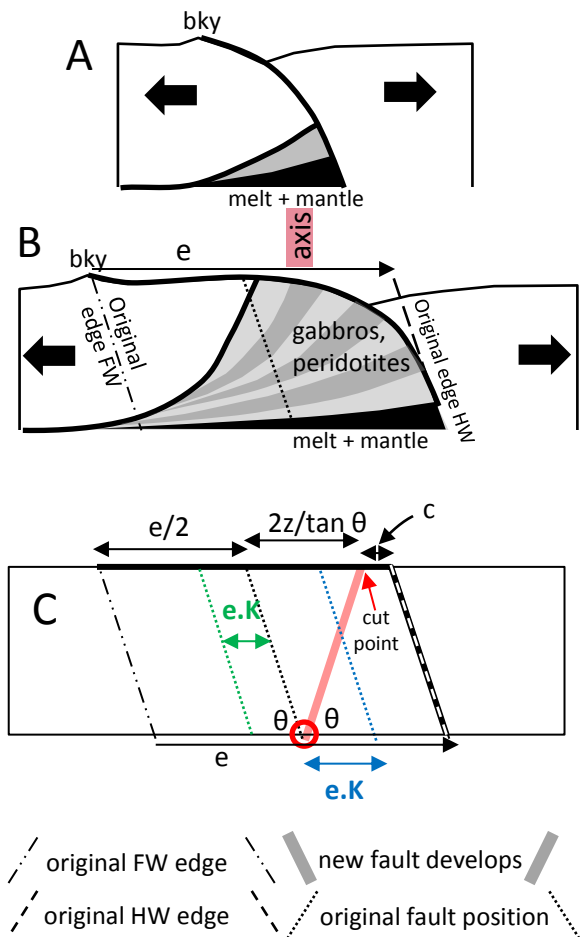 bky
A
melt + mantle
B
bky
e
axis
Original
edge FW
gabbros,
peridotites
Original edge HW
melt + mantle
e/2
2z/tan θ
c
C
e.K
cut
point
θ
θ
e
e.K
original FW edge
new fault develops
original HW edge
original fault position